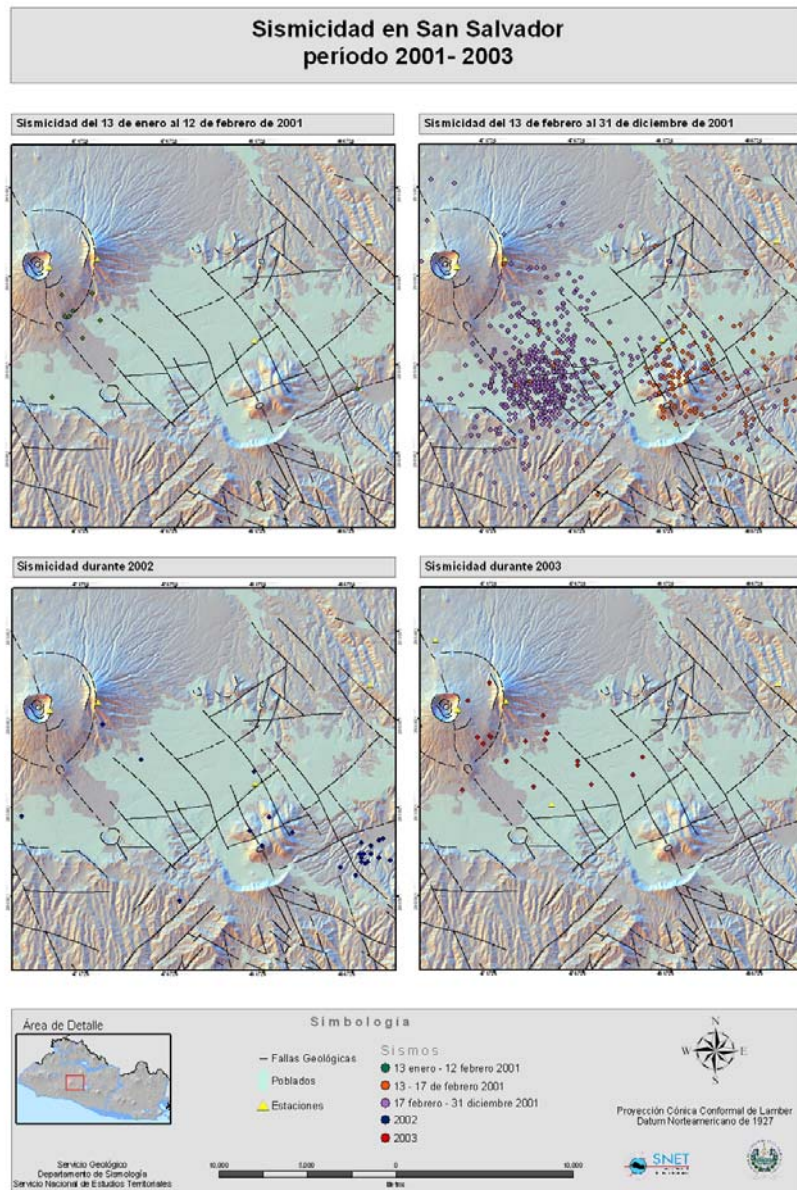 Sismicidad en San Salvador
período 2001- 2003
Sismicidad del 13 de enero al 12 de febrero de 2001
Sismicidad del 13 de febrero al 31 de diciembre de 2001
Sismicidad durante 2002
Sismicidad durante 2003
Área de Detalle
Simbología
Fallas Geológicas
Poblados
Estaciones
Sismos
13 enero - 12 febrero 2001
13 - 17 de febrero 2001
17 febrero - 31 diciembre 2001
2002
2003
N
W
E
S
Proyección Cónica Conformal de Lamber
Datum Norteamericano de 1927
Servicio Geológico
Departamento de Sismología
Servicio Nacional de Estudios Territoriales
10,000
0
10,000
SNET